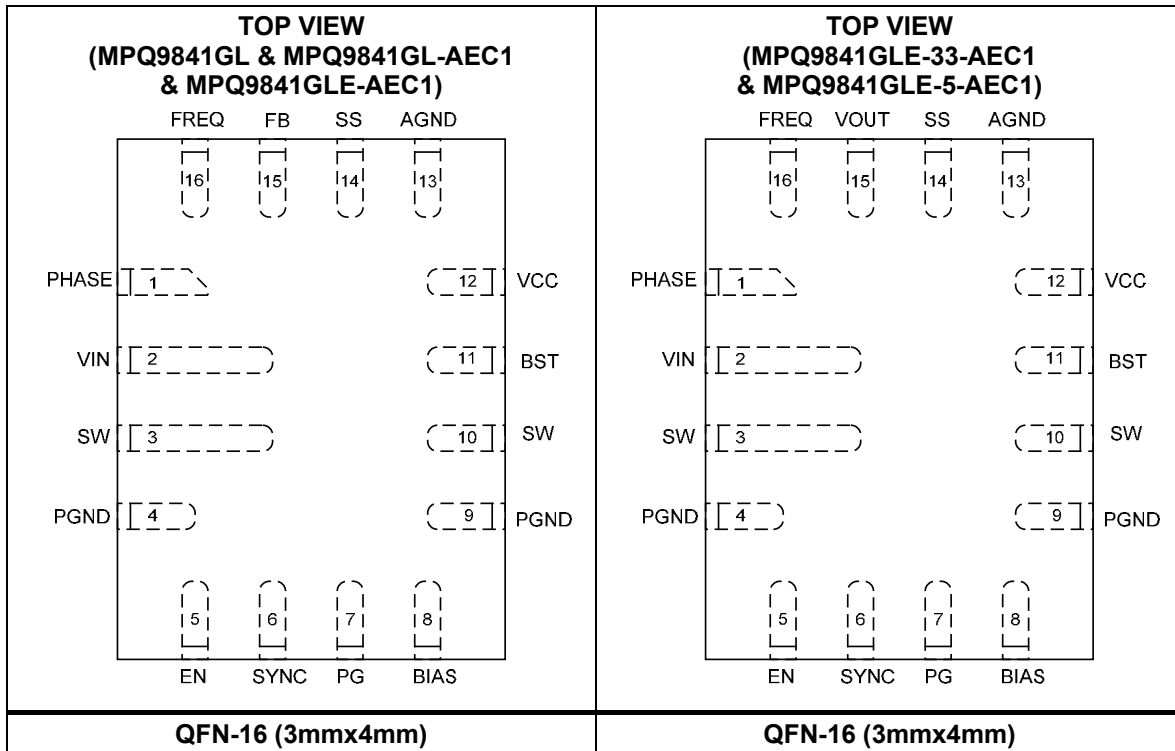 TOP VIEW
(MPQ9841GL & MPQ9841GL-AEC1
& MPQ9841GLE-AEC1)
FREQ FB SS AGND
16 15 14 13
PHASE 1 12 VCC
VIN 2 11 BST
SW 3 10 SW
PGND 4 9 PGND
5 6 7 8
EN SYNC PG BIAS
QFN-16 (3mmx4mm)
TOP VIEW
(MPQ9841GLE-33-AEC1
& MPQ9841GLE-5-AEC1)
FREQ VOUT SS AGND
16 15 14 13
PHASE 1 12 VCC
VIN 2 11 BST
SW 3 10 SW
PGND 4 9 PGND
5 6 7 8
EN SYNC PG BIAS
QFN-16 (3mmx4mm)